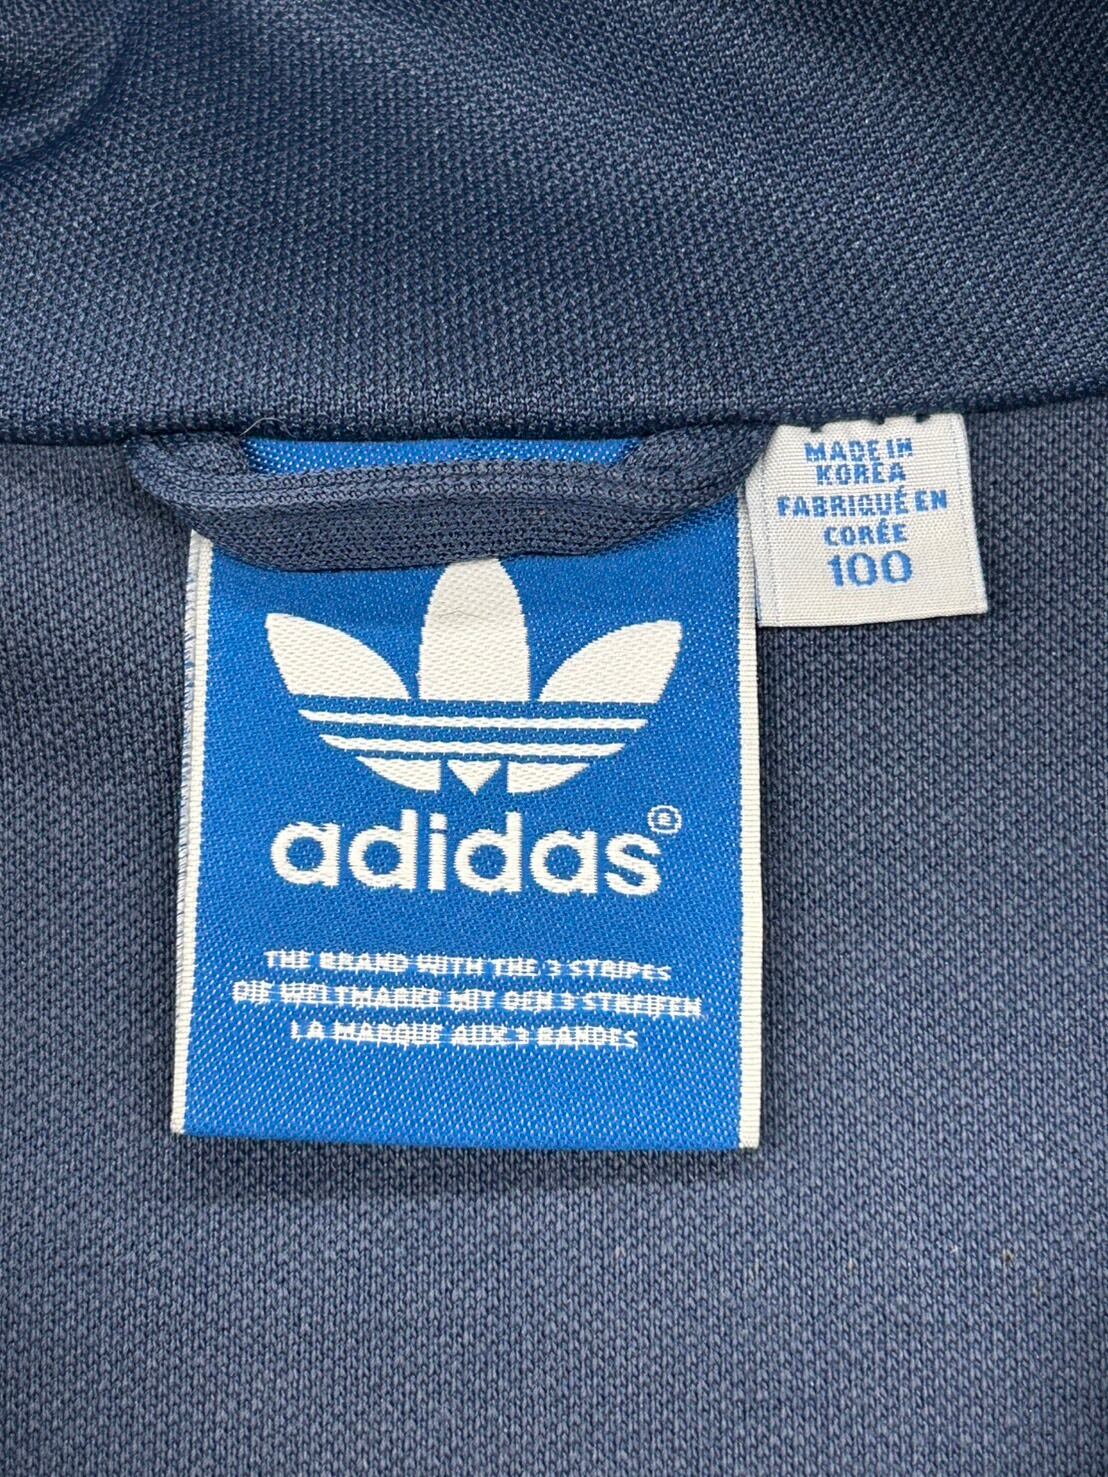 MADE IN
KOREA
FABRIQUÉ EN
CORÉE
100
adidas®
THE BRAND WITH THE 3 STRIPES
DIE WELTMARKE MIT DEN 3 STREIFEN
LA MARQUE AUX 3 BANDES